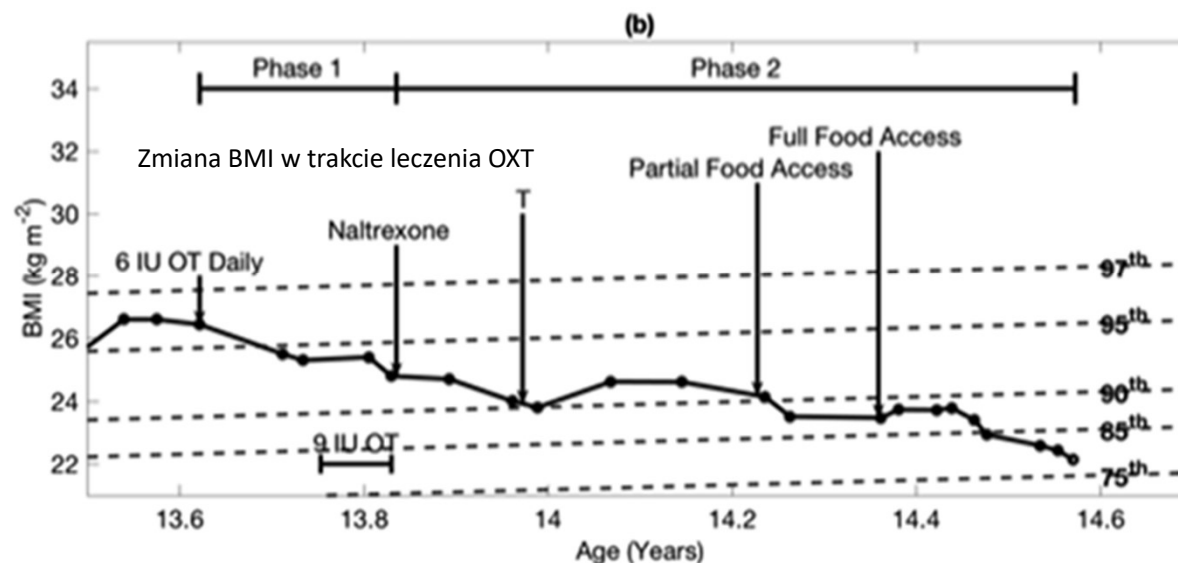 (b)
Phase 1
Phase 2
34
32
30
28
26
24
22
BMI (kg m⁻²)
Zmiana BMI w trakcie leczenia OXT
Full Food Access
Partial Food Access
T
Naltrexone
6 IU OT Daily
97th
95th
90th
85th
75th
9 IU OT
13.6
13.8
14
14.2
14.4
14.6
Age (Years)